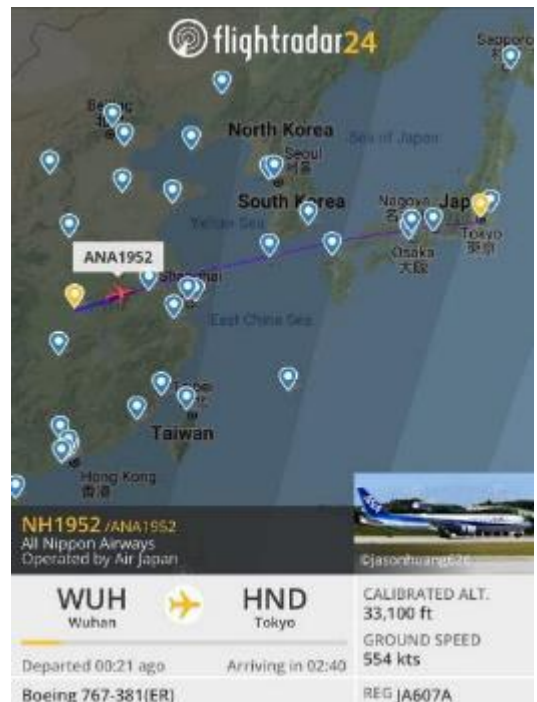 flightradar24
Sapporo
Beijing
North Korea
Sea of Japan
Seoul
서울
South Korea
Nagoya
Japan
Yellow Sea
Tokyo
東京
ANA1952
Osaka
大阪
Shanghai
East China Sea
Taipei
Taiwan
Hong Kong
香港
NH1952 /ANA1952
All Nippon Airways
Operated by Air Japan
©jasonhuang626
WUH
Wuhan
HND
Tokyo
CALIBRATED ALT.
33,100 ft
GROUND SPEED
554 kts
Departed 00:21 ago
Arriving in 02:40
Boeing 767-381(ER)
REG JA607A